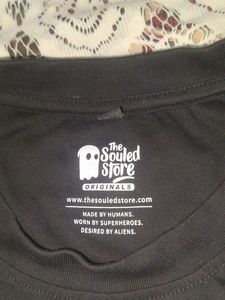 The
Souled
Store
ORIGINALS
www.thesouledstore.com
MADE BY HUMANS.
WORN BY SUPERHEROES.
DESIRED BY ALIENS.